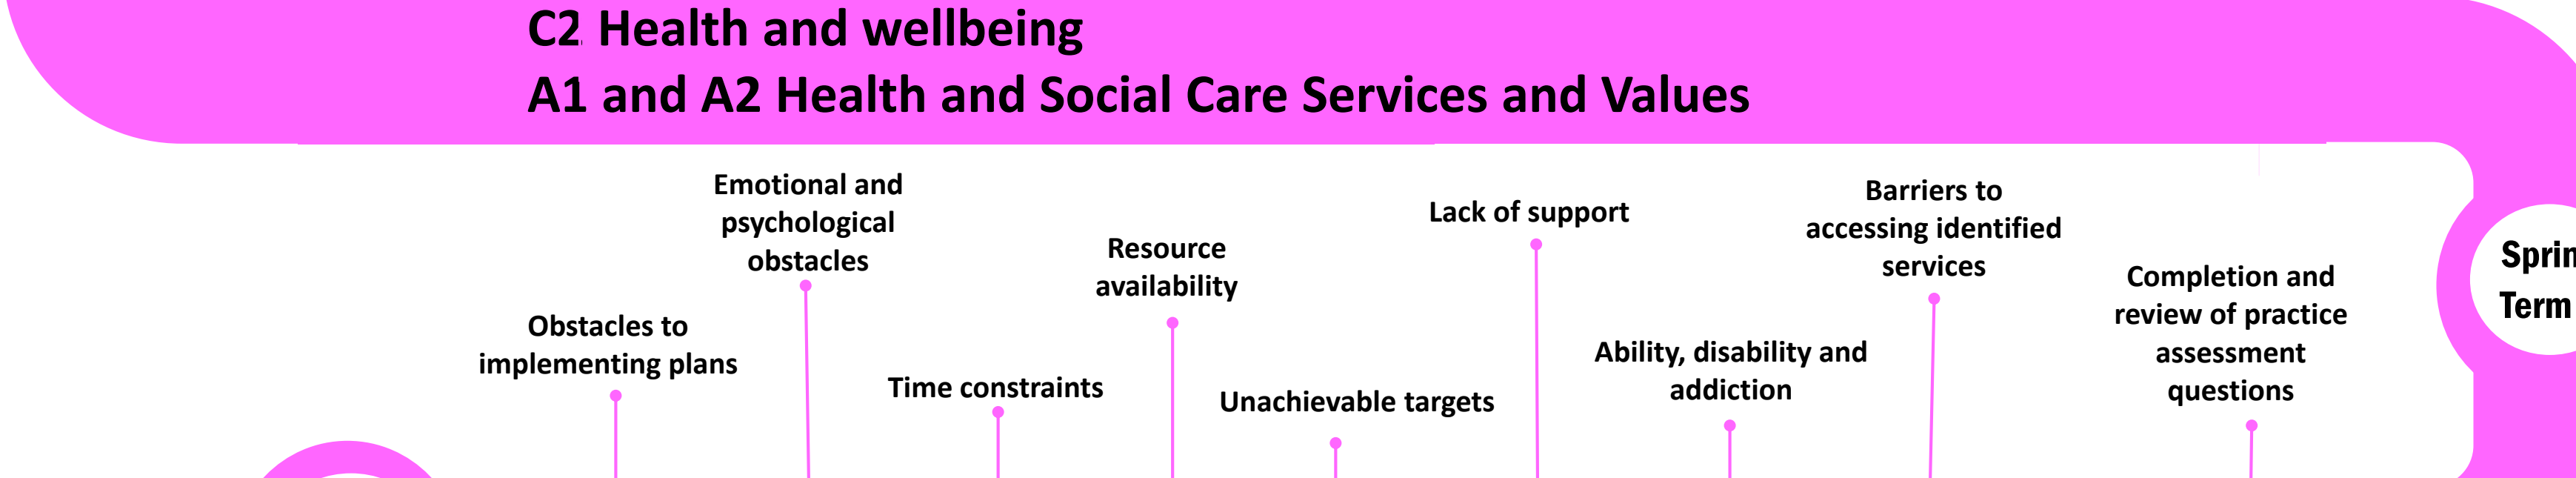 C2 Health and wellbeing
A1 and A2 Health and Social Care Services and Values
Obstacles to
implementing plans
Emotional and
psychological
obstacles
Time constraints
Resource
availability
Unachievable targets
Lack of support
Ability, disability and
addiction
Barriers to
accessing identified
services
Completion and
review of practice
assessment
questions
Term